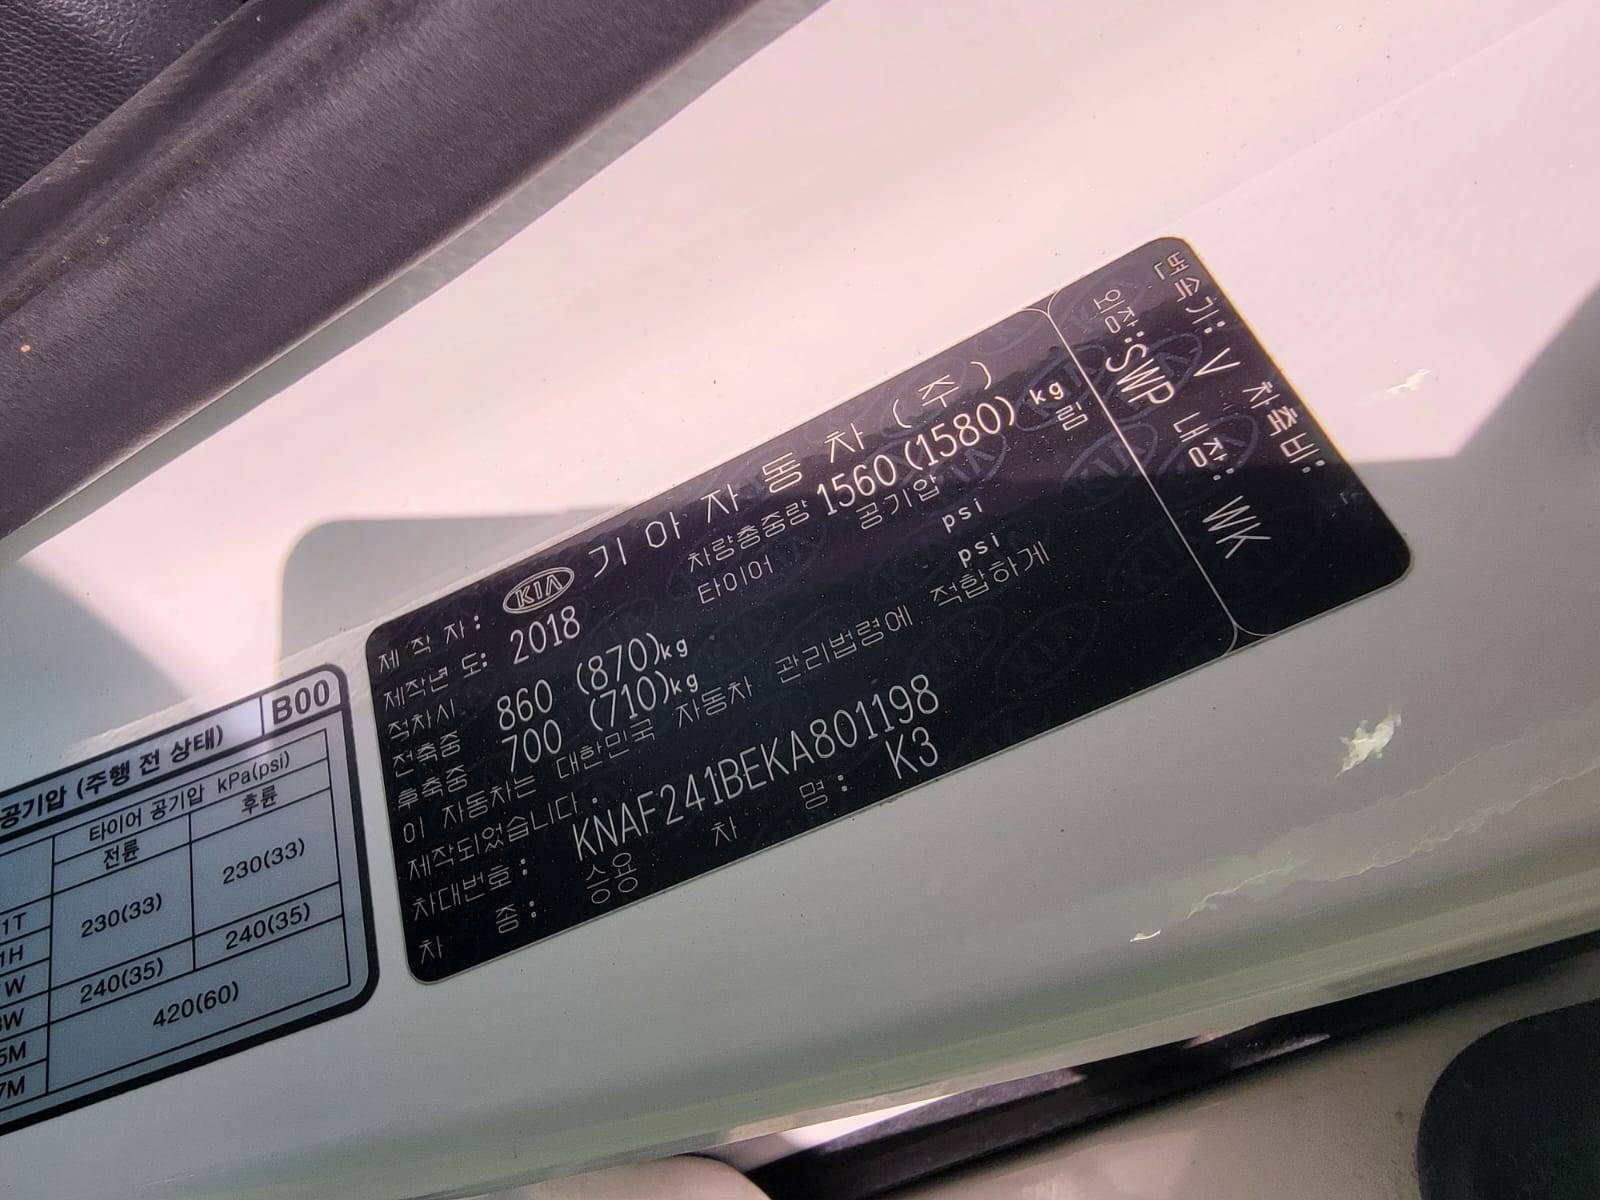 제작자: KIA 기아자동차(주)
제작년도: 2018 차량총중량 1560(1580)kg
적차시 타이어 공기압 림
전축중 860 (870)kg psi
후축중 700 (710)kg psi
이 자동차는 대한민국 자동차 관리법령에 적합하게
제작되었습니다.
차대번호: KNAF241BEKA801198
차 종: 승용 차 명: K3
외장:SWP 내장: WK
변속기: V 차축비:
공기압 (주행 전 상태) B00
타이어 공기압 kPa(psi)
전륜 후륜
1T 230(33) 230(33)
1H
W 240(35) 240(35)
W 420(60)
5M
7M